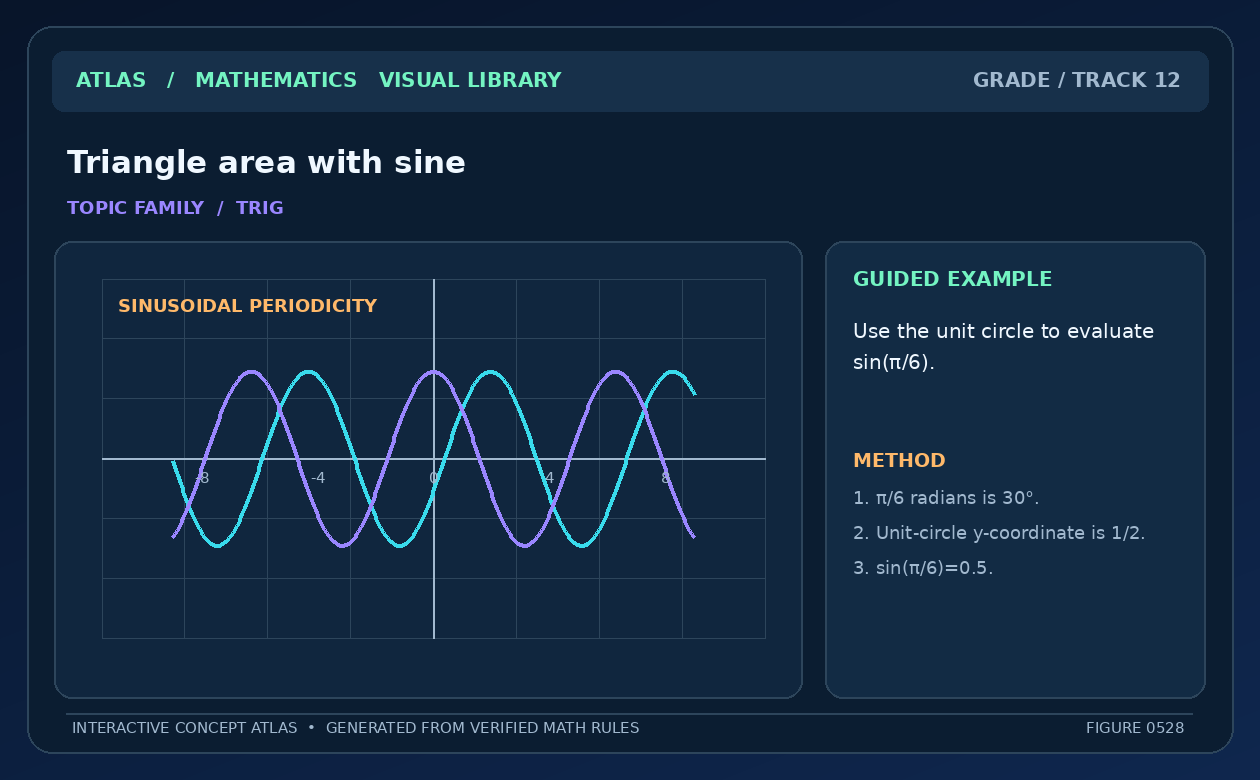 ATLAS / MATHEMATICS VISUAL LIBRARY
GRADE / TRACK 12
Triangle area with sine
TOPIC FAMILY / TRIG
SINUSOIDAL PERIODICITY
-8 -4 0 4 8
GUIDED EXAMPLE
Use the unit circle to evaluate
sin(π/6).
METHOD
1. π/6 radians is 30°.
2. Unit-circle y-coordinate is 1/2.
3. sin(π/6)=0.5.
INTERACTIVE CONCEPT ATLAS • GENERATED FROM VERIFIED MATH RULES
FIGURE 0528